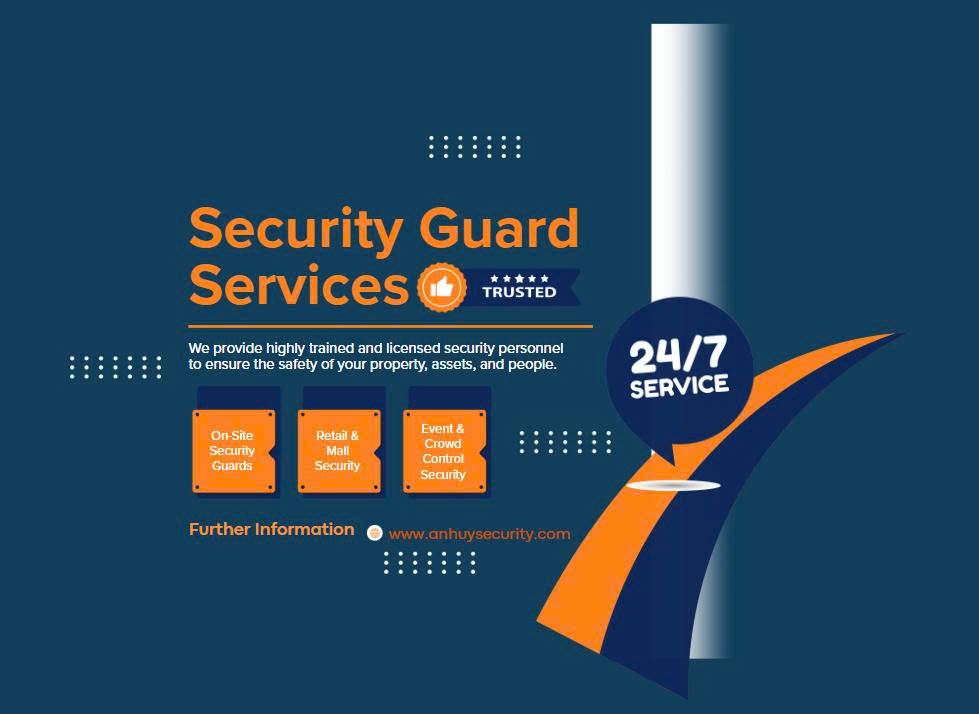 Security Guard
Services
TRUSTED
We provide highly trained and licensed security personnel
to ensure the safety of your property, assets, and people.
24/7
SERVICE
On-Site
Security
Guards
Retail &
Mall
Security
Event &
Crowd
Control
Security
Further Information
www.anhuysecurity.com